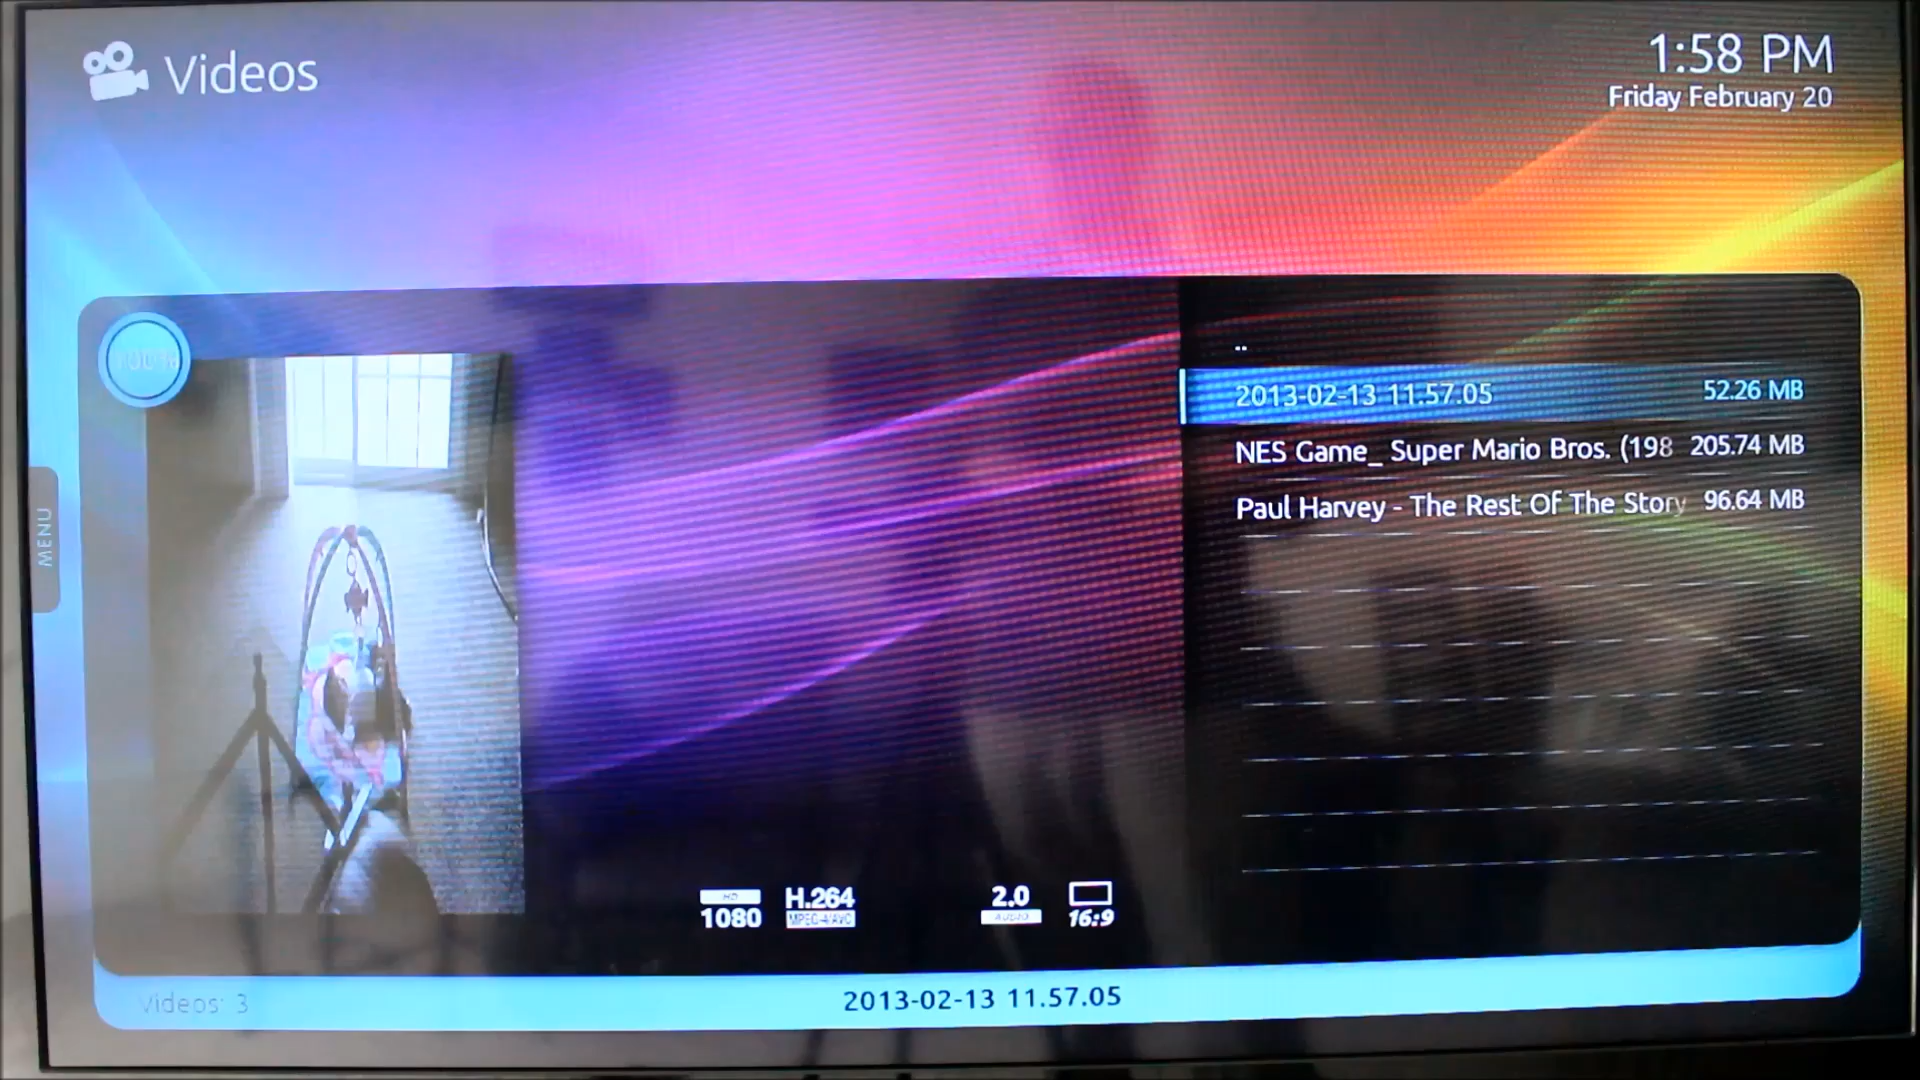 Videos
1:58 PM
Friday February 20
..
2013-02-13 11.57.05 52.26 MB
NES Game_ Super Mario Bros. (198 205.74 MB
Paul Harvey - The Rest Of The Story 96.64 MB
MENU
HD
1080
H.264
MPEG-4/AVC
2.0
AUDIO
16:9
Videos: 3
2013-02-13 11.57.05